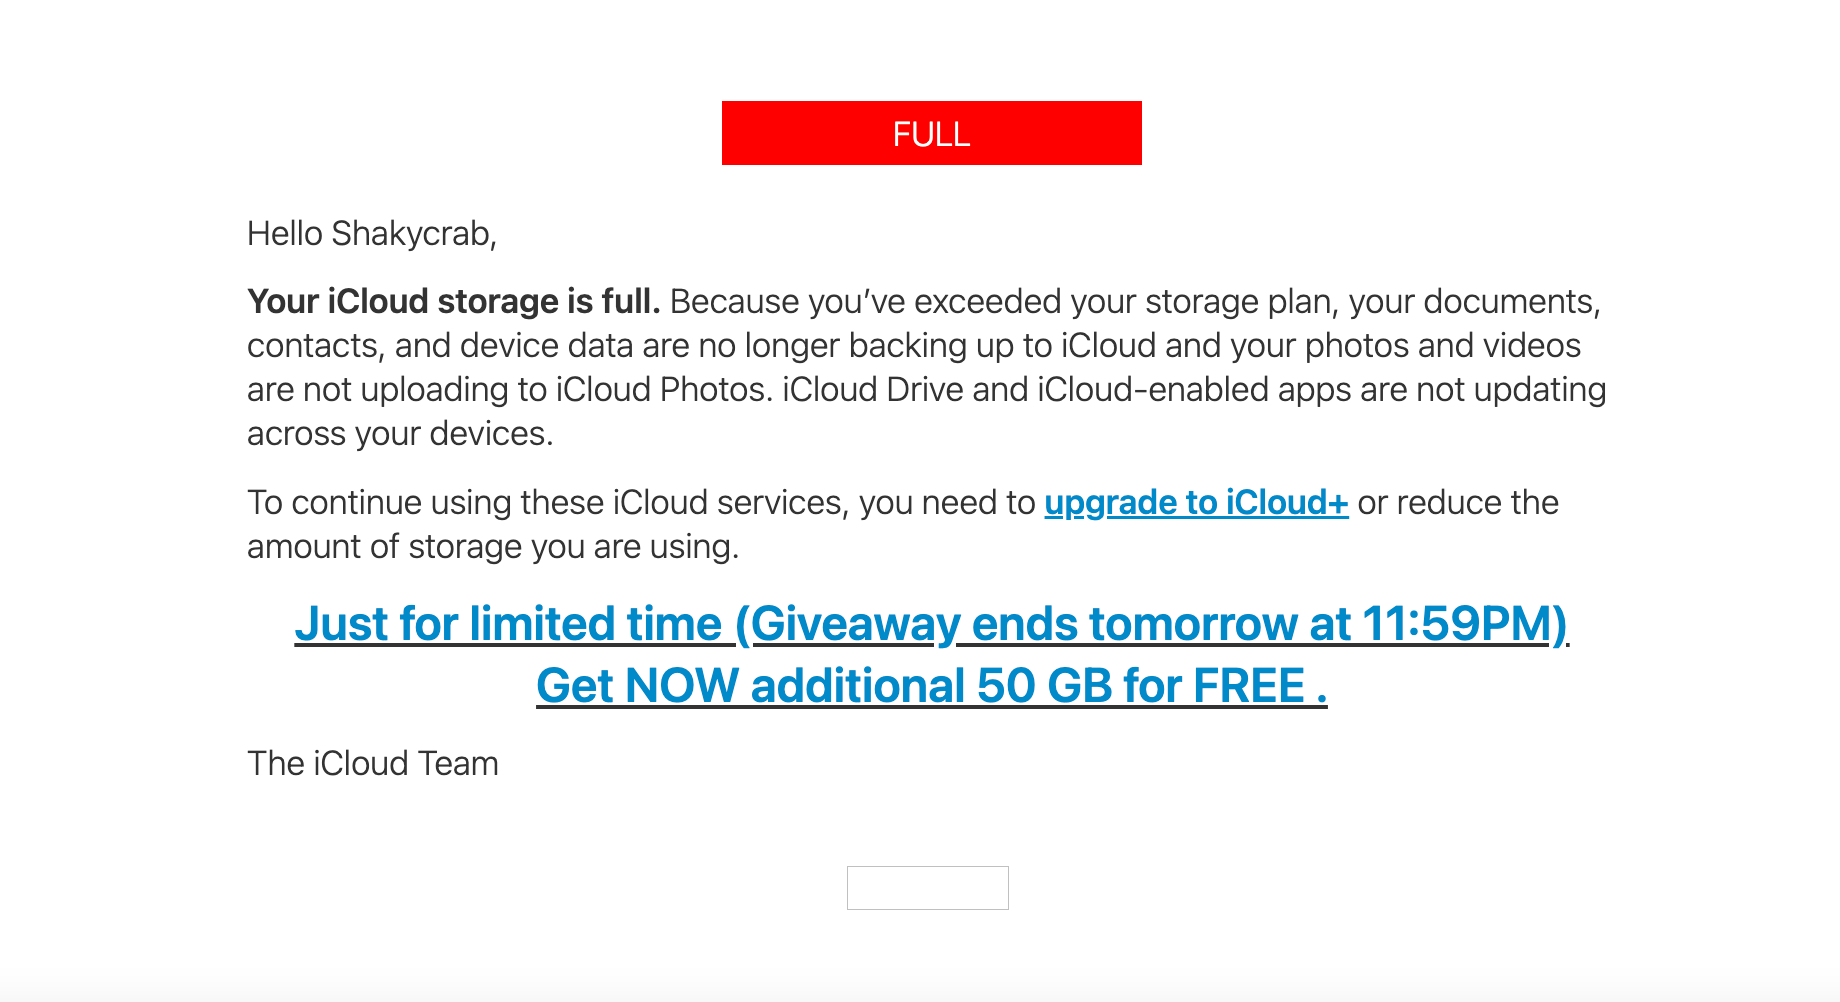 FULL
Hello Shakycrab,
Your iCloud storage is full. Because you’ve exceeded your storage plan, your documents,
contacts, and device data are no longer backing up to iCloud and your photos and videos
are not uploading to iCloud Photos. iCloud Drive and iCloud-enabled apps are not updating
across your devices.
To continue using these iCloud services, you need to upgrade to iCloud+ or reduce the
amount of storage you are using.
Just for limited time (Giveaway ends tomorrow at 11:59PM)
Get NOW additional 50 GB for FREE .
The iCloud Team